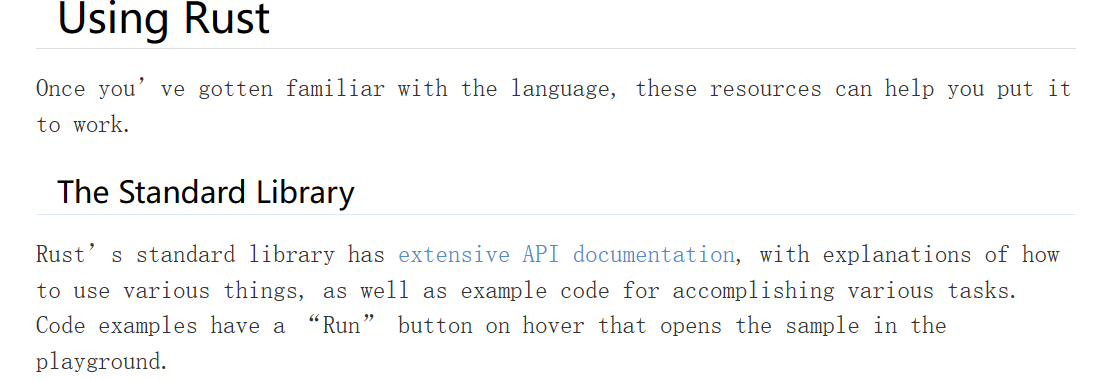 Using Rust
Once you’ve gotten familiar with the language, these resources can help you put it
to work.
The Standard Library
Rust’s standard library has extensive API documentation, with explanations of how
to use various things, as well as example code for accomplishing various tasks.
Code examples have a “Run” button on hover that opens the sample in the
playground.